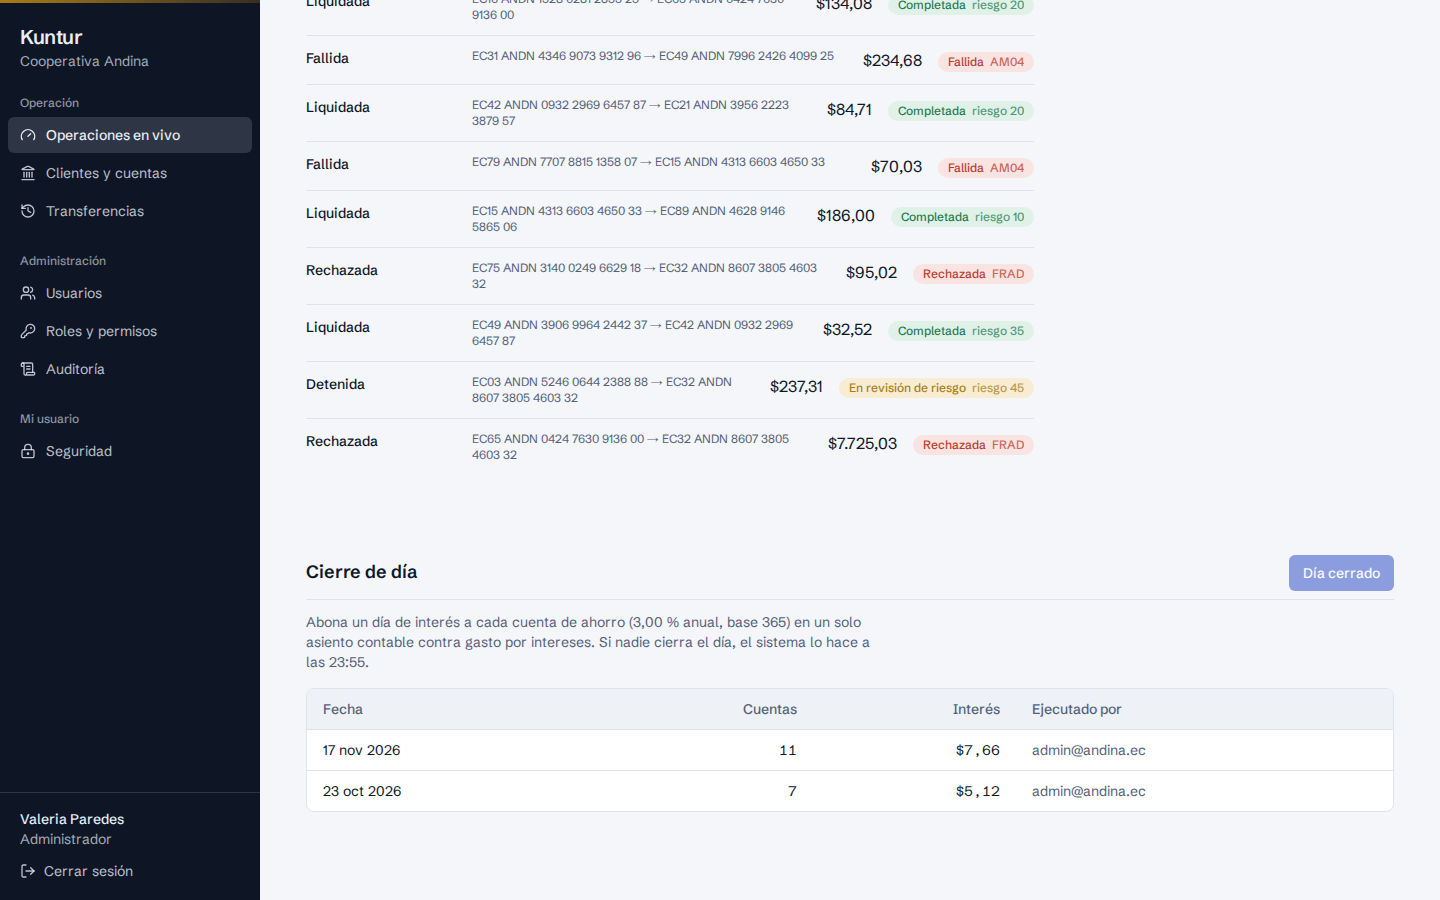 Kuntur
Cooperativa Andina
Operación
Operaciones en vivo
Clientes y cuentas
Transferencias
Administración
Usuarios
Roles y permisos
Auditoría
Mi usuario
Seguridad
Valeria Paredes
Administrador
Cerrar sesión
Liquidada
9136 00
$134,08
Completada riesgo 20
Fallida
EC31 ANDN 4346 9073 9312 96 → EC49 ANDN 7996 2426 4099 25
$234,68
Fallida AM04
Liquidada
EC42 ANDN 0932 2969 6457 87 → EC21 ANDN 3956 2223
3879 57
$84,71
Completada riesgo 20
Fallida
EC79 ANDN 7707 8815 1358 07 → EC15 ANDN 4313 6603 4650 33
$70,03
Fallida AM04
Liquidada
EC15 ANDN 4313 6603 4650 33 → EC89 ANDN 4628 9146
5865 06
$186,00
Completada riesgo 10
Rechazada
EC75 ANDN 3140 0249 6629 18 → EC32 ANDN 8607 3805 4603
32
$95,02
Rechazada FRAD
Liquidada
EC49 ANDN 3906 9964 2442 37 → EC42 ANDN 0932 2969
6457 87
$32,52
Completada riesgo 35
Detenida
EC03 ANDN 5246 0644 2388 88 → EC32 ANDN
8607 3805 4603 32
$237,31
En revisión de riesgo riesgo 45
Rechazada
EC65 ANDN 0424 7630 9136 00 → EC32 ANDN 8607 3805
4603 32
$7.725,03
Rechazada FRAD
Cierre de día
Día cerrado
Abona un día de interés a cada cuenta de ahorro (3,00 % anual, base 365) en un solo
asiento contable contra gasto por intereses. Si nadie cierra el día, el sistema lo hace a
las 23:55.
Fecha Cuentas Interés Ejecutado por
17 nov 2026 11 $7,66 admin@andina.ec
23 oct 2026 7 $5,12 admin@andina.ec